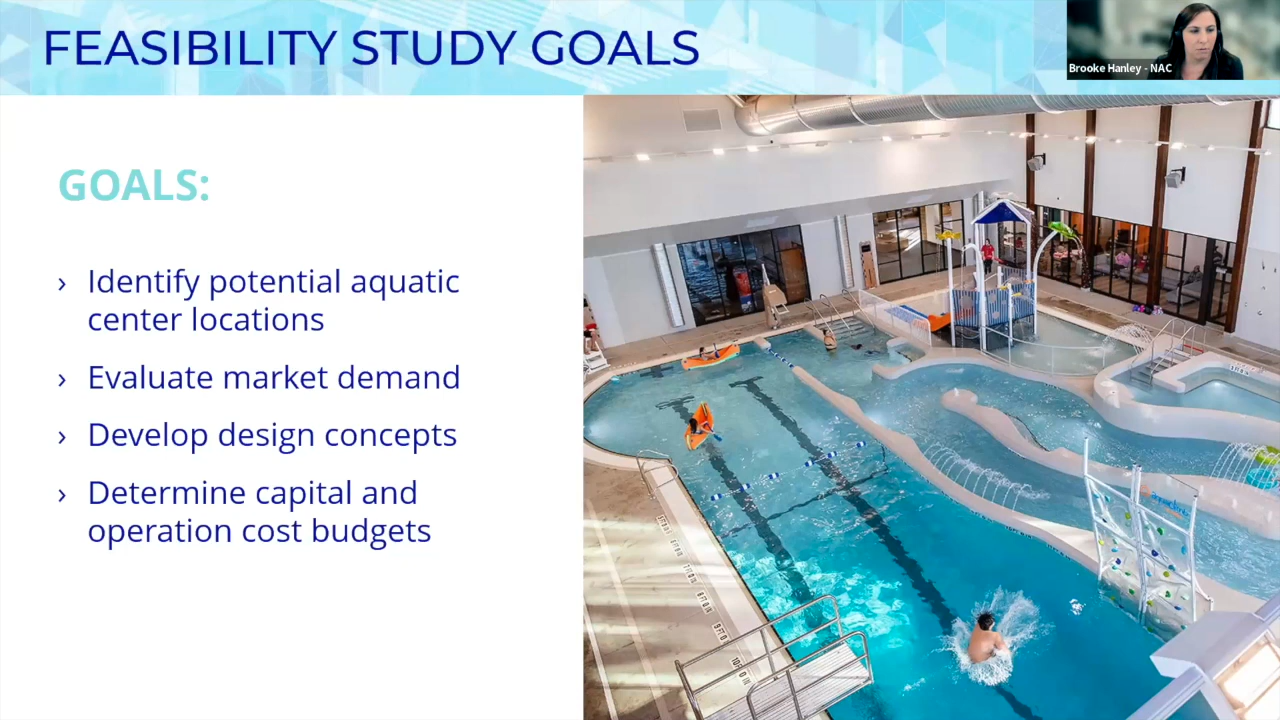 FEASIBILITY STUDY GOALS
Brooke Hanley - NAC
GOALS:
› Identify potential aquatic
center locations
› Evaluate market demand
› Develop design concepts
› Determine capital and
operation cost budgets